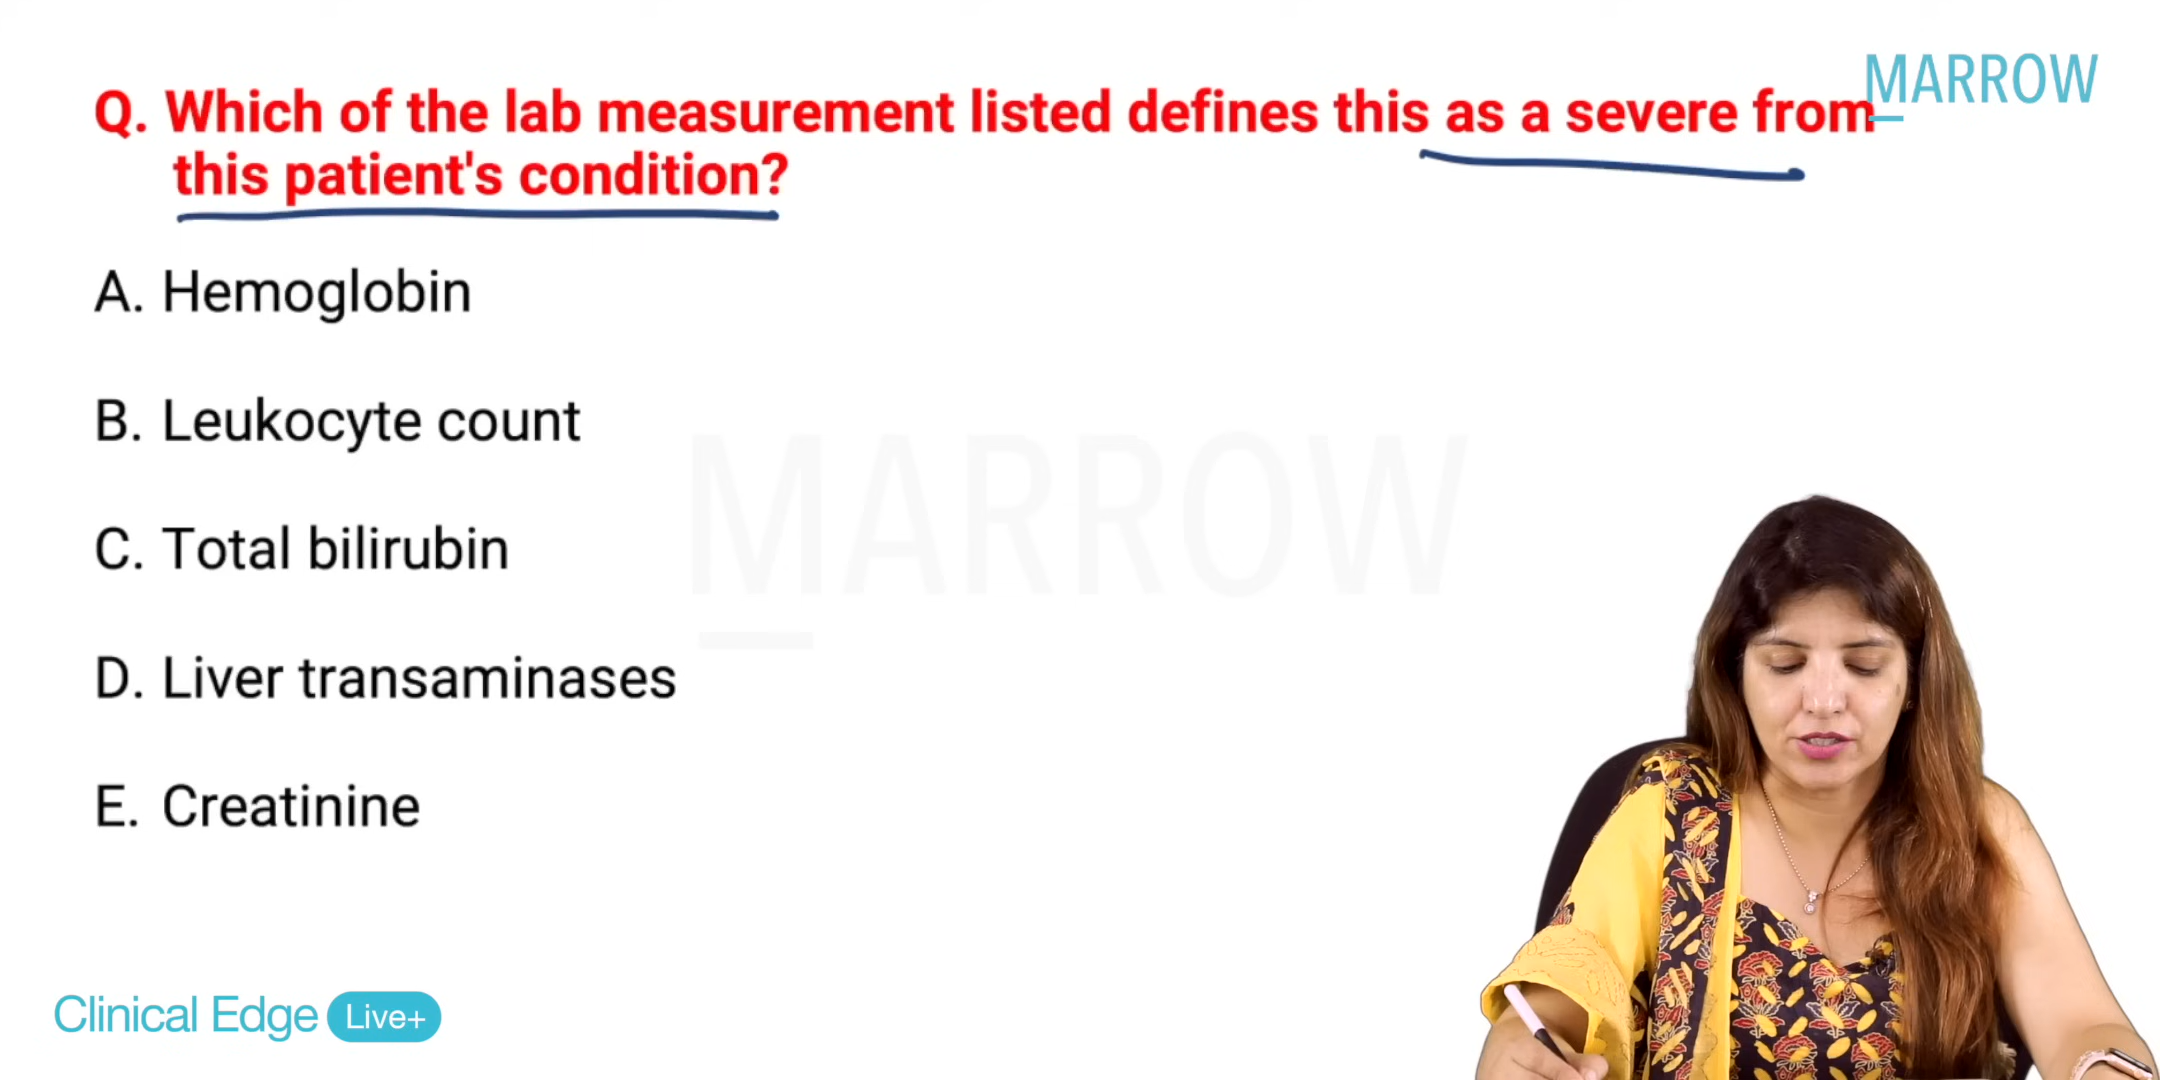 MARROW
Q. Which of the lab measurement listed defines this as a severe from
this patient's condition?
A. Hemoglobin
B. Leukocyte count
MARROW
C. Total bilirubin
D. Liver transaminases
E. Creatinine
Clinical Edge Live+